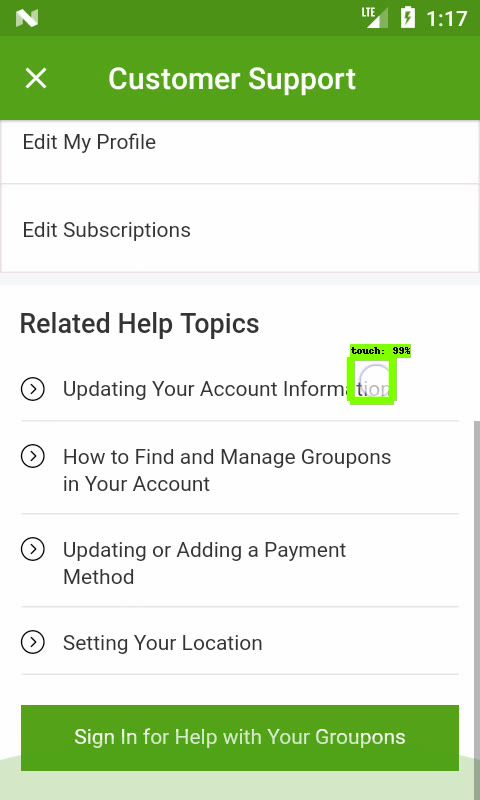 LTE 1:17
Customer Support
Edit My Profile
Edit Subscriptions
Related Help Topics
touch: 99%
Updating Your Account Information
How to Find and Manage Groupons
in Your Account
Updating or Adding a Payment
Method
Setting Your Location
Sign In for Help with Your Groupons